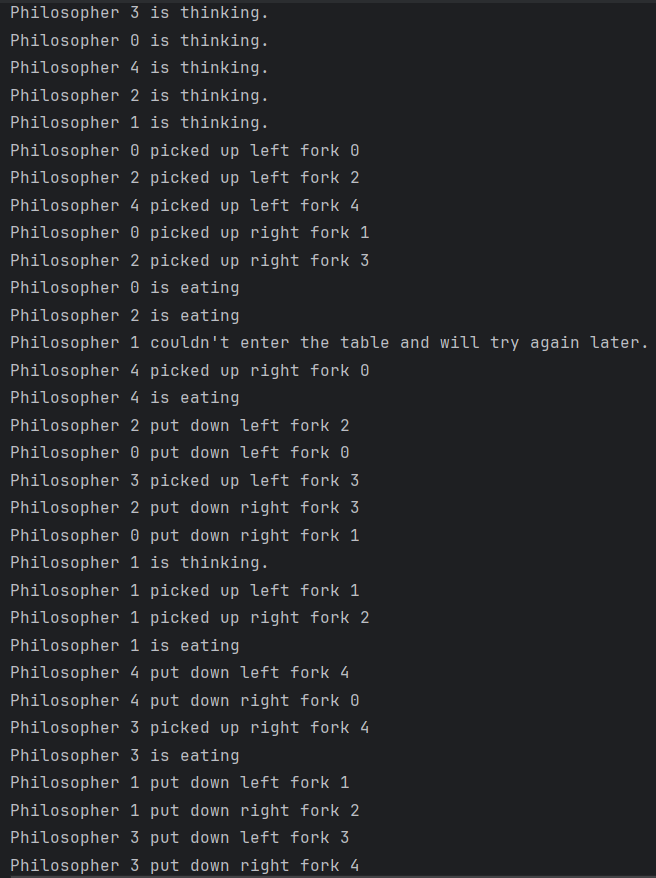 Philosopher 3 is thinking.
Philosopher 0 is thinking.
Philosopher 4 is thinking.
Philosopher 2 is thinking.
Philosopher 1 is thinking.
Philosopher 0 picked up left fork 0
Philosopher 2 picked up left fork 2
Philosopher 4 picked up left fork 4
Philosopher 0 picked up right fork 1
Philosopher 2 picked up right fork 3
Philosopher 0 is eating
Philosopher 2 is eating
Philosopher 1 couldn't enter the table and will try again later.
Philosopher 4 picked up right fork 0
Philosopher 4 is eating
Philosopher 2 put down left fork 2
Philosopher 0 put down left fork 0
Philosopher 3 picked up left fork 3
Philosopher 2 put down right fork 3
Philosopher 0 put down right fork 1
Philosopher 1 is thinking.
Philosopher 1 picked up left fork 1
Philosopher 1 picked up right fork 2
Philosopher 1 is eating
Philosopher 4 put down left fork 4
Philosopher 4 put down right fork 0
Philosopher 3 picked up right fork 4
Philosopher 3 is eating
Philosopher 1 put down left fork 1
Philosopher 1 put down right fork 2
Philosopher 3 put down left fork 3
Philosopher 3 put down right fork 4